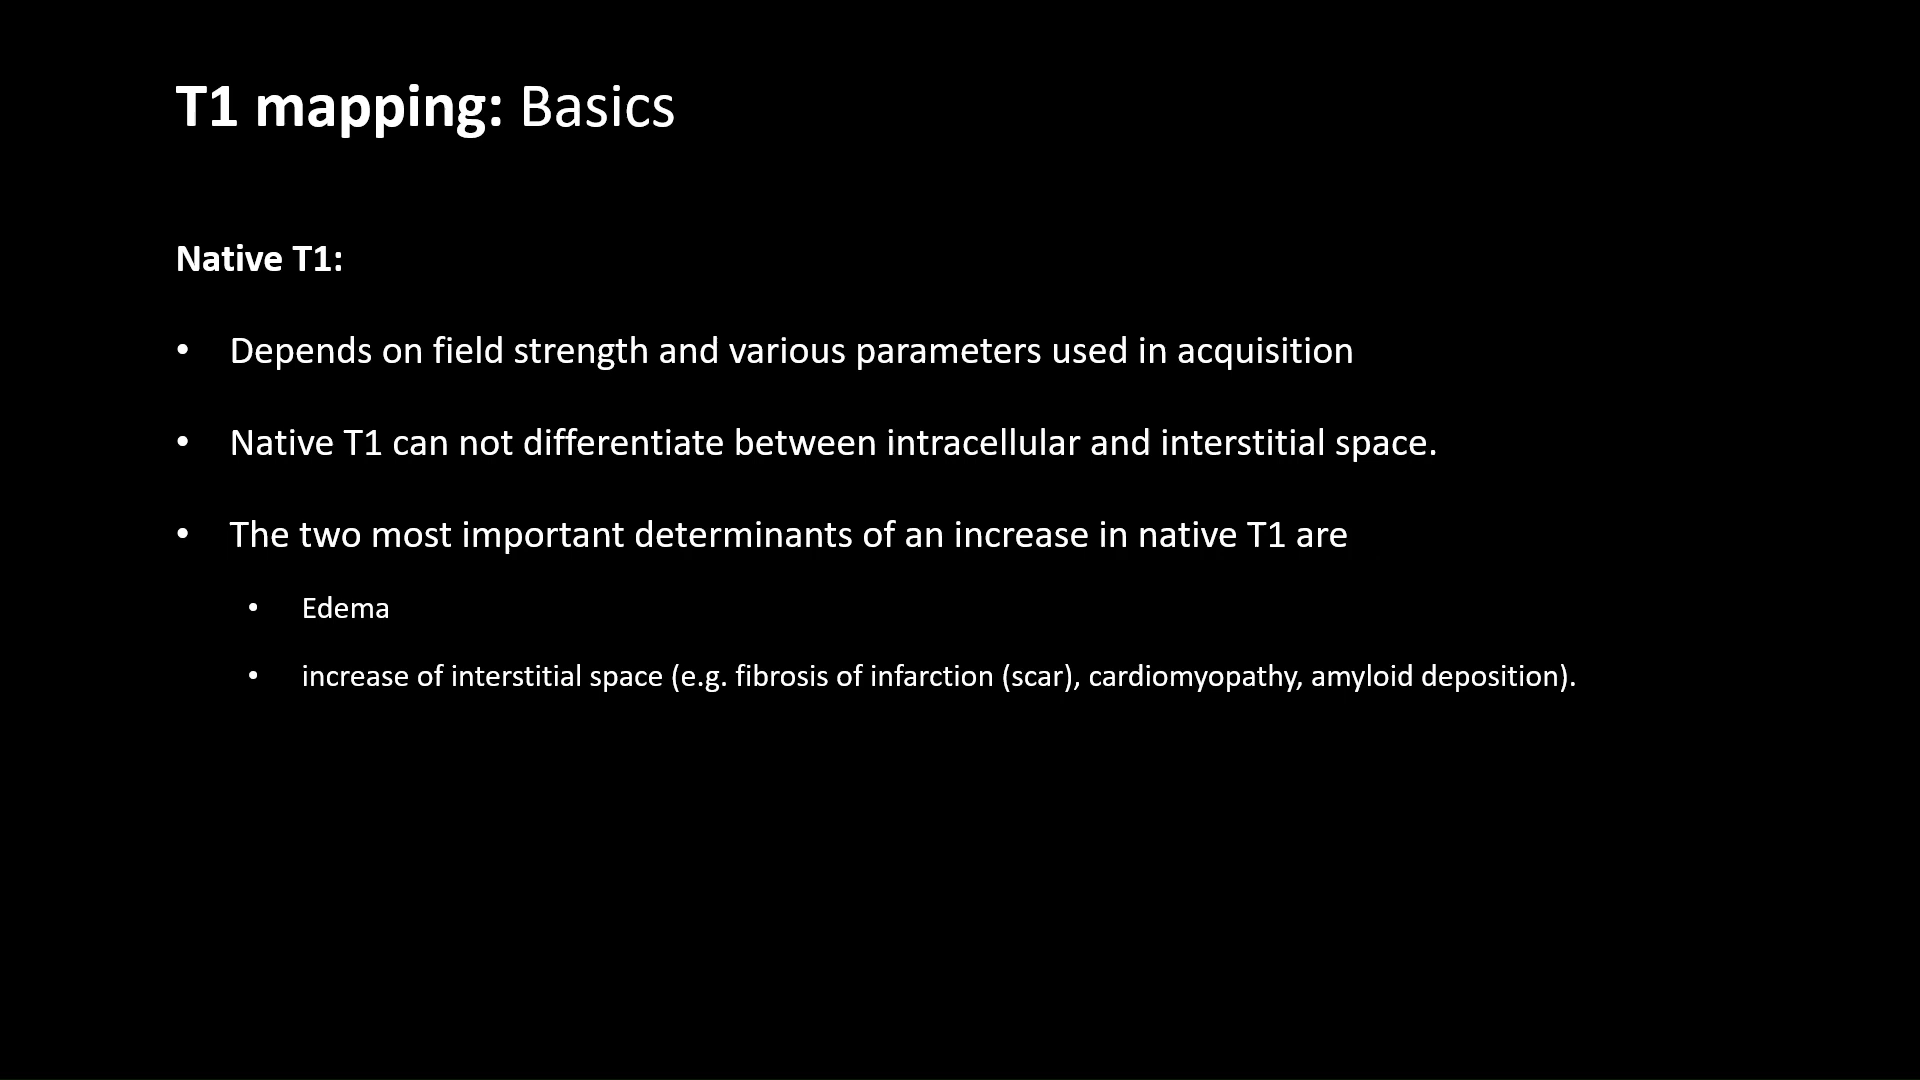 T1 mapping: Basics
Native T1:
• Depends on field strength and various parameters used in acquisition
• Native T1 can not differentiate between intracellular and interstitial space.
• The two most important determinants of an increase in native T1 are
• Edema
• increase of interstitial space (e.g. fibrosis of infarction (scar), cardiomyopathy, amyloid deposition).